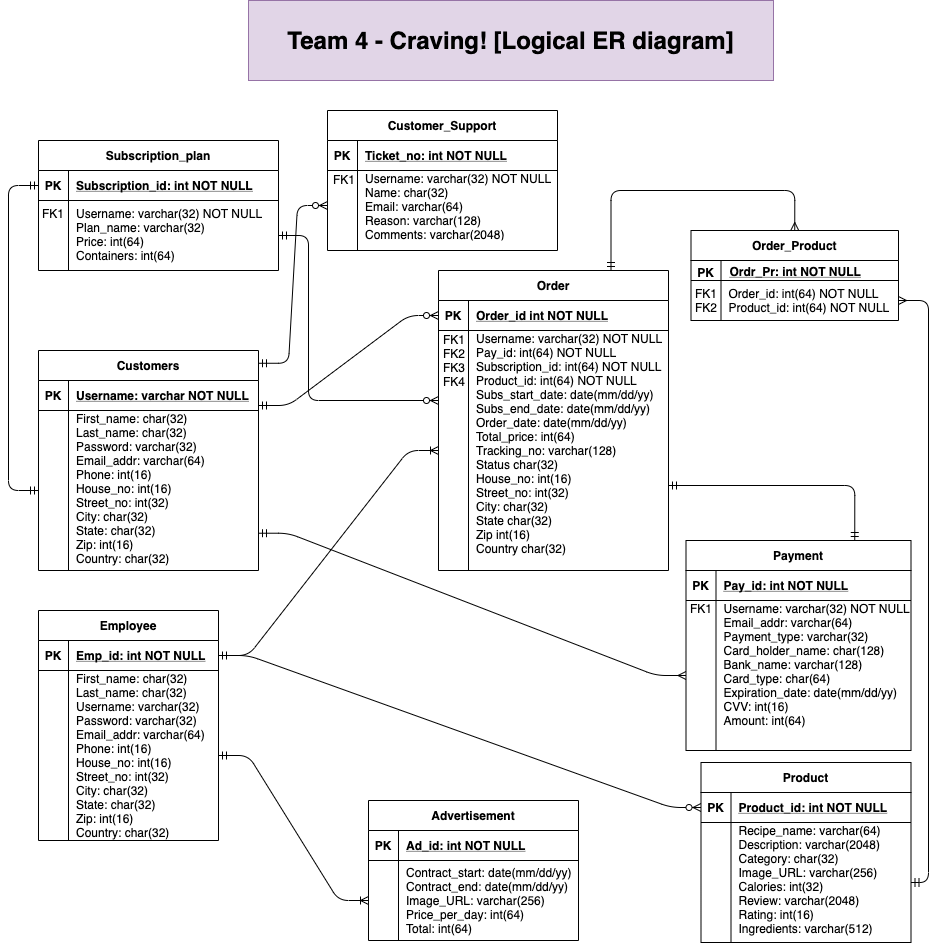 Team 4 - Craving! [Logical ER diagram]
Customer_Support
PK Ticket_no: int NOT NULL
FK1 Username: varchar(32) NOT NULL
Name: char(32)
Email: varchar(64)
Reason: varchar(128)
Comments: varchar(2048)
Subscription_plan
PK Subscription_id: int NOT NULL
FK1 Username: varchar(32) NOT NULL
Plan_name: varchar(32)
Price: int(64)
Containers: int(64)
Order_Product
PK Ordr_Pr: int NOT NULL
FK1 Order_id: int(64) NOT NULL
FK2 Product_id: int(64) NOT NULL
Order
PK Order_id int NOT NULL
FK1 Username: varchar(32) NOT NULL
FK2 Pay_id: int(64) NOT NULL
FK3 Subscription_id: int(64) NOT NULL
FK4 Product_id: int(64) NOT NULL
Subs_start_date: date(mm/dd/yy)
Subs_end_date: date(mm/dd/yy)
Order_date: date(mm/dd/yy)
Total_price: int(64)
Tracking_no: varchar(128)
Status char(32)
House_no: int(16)
Street_no: int(32)
City: char(32)
State char(32)
Zip int(16)
Country char(32)
Customers
PK Username: varchar NOT NULL
First_name: char(32)
Last_name: char(32)
Password: varchar(32)
Email_addr: varchar(64)
Phone: int(16)
House_no: int(16)
Street_no: int(32)
City: char(32)
State: char(32)
Zip: int(16)
Country: char(32)
Payment
PK Pay_id: int NOT NULL
FK1 Username: varchar(32) NOT NULL
Email_addr: varchar(64)
Payment_type: varchar(32)
Card_holder_name: char(128)
Bank_name: varchar(128)
Card_type: char(64)
Expiration_date: date(mm/dd/yy)
CVV: int(16)
Amount: int(64)
Employee
PK Emp_id: int NOT NULL
First_name: char(32)
Last_name: char(32)
Username: varchar(32)
Password: varchar(32)
Email_addr: varchar(64)
Phone: int(16)
House_no: int(16)
Street_no: int(32)
City: char(32)
State: char(32)
Zip: int(16)
Country: char(32)
Product
PK Product_id: int NOT NULL
Recipe_name: varchar(64)
Description: varchar(2048)
Category: char(32)
Image_URL: varchar(256)
Calories: int(32)
Review: varchar(2048)
Rating: int(16)
Ingredients: varchar(512)
Advertisement
PK Ad_id: int NOT NULL
Contract_start: date(mm/dd/yy)
Contract_end: date(mm/dd/yy)
Image_URL: varchar(256)
Price_per_day: int(64)
Total: int(64)